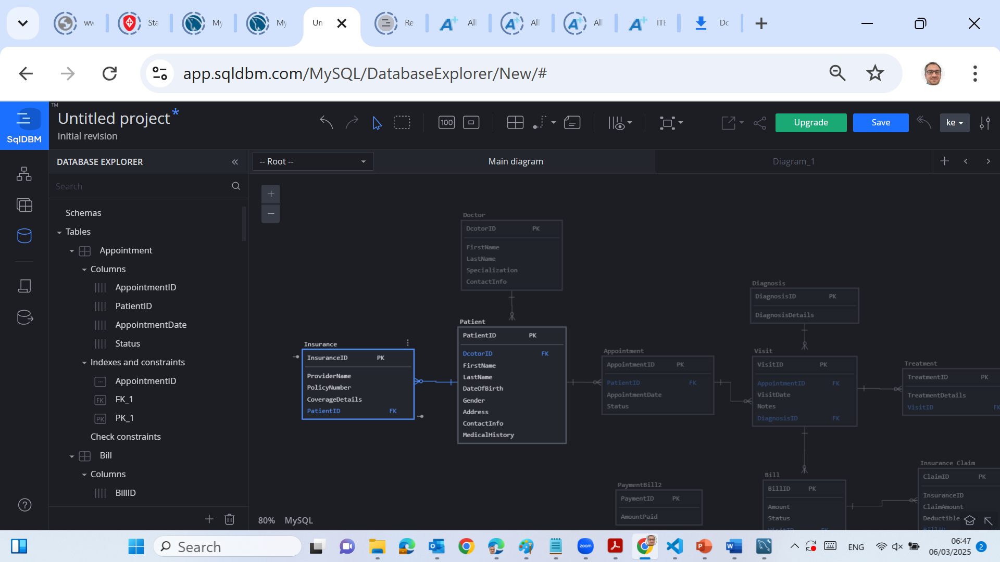 ww
Sta
My
My
Un
Re
All
All
All
ITE
Do
app.sqldbm.com/MySQL/DatabaseExplorer/New/#
SqlDBM
TM
Untitled project*
Initial revision
100
Upgrade
Save
ke
DATABASE EXPLORER
-- Root --
Main diagram
Diagram_1
Search
Schemas
Tables
Appointment
Columns
AppointmentID
PatientID
AppointmentDate
Status
Indexes and constraints
AppointmentID
FK FK_1
PK PK_1
Check constraints
Bill
Columns
BillID
Doctor
DcotorID PK
FirstName
LastName
Specialization
ContactInfo
Insurance
InsuranceID PK
ProviderName
PolicyNumber
CoverageDetails
PatientID FK
Patient
PatientID PK
DcotorID FK
FirstName
LastName
DateOfBirth
Gender
Address
ContactInfo
MedicalHistory
Appointment
AppointmentID PK
PatientID FK
AppointmentDate
Status
Diagnosis
DiagnosisID PK
DiagnosisDetails
Visit
VisitID PK
AppointmentID FK
VisitDate
Notes
DiagnosisID FK
Treatment
TreatmentID PK
TreatmentDetails
VisitID FK
PaymentBill2
PaymentID PK
AmountPaid
Bill
BillID PK
Amount
Status
VisitID FK
Insurance Claim
ClaimID PK
InsuranceID
ClaimAmount
Deductible
BillID
80% MySQL
Search
zoom
ENG
06:47
06/03/2025
2